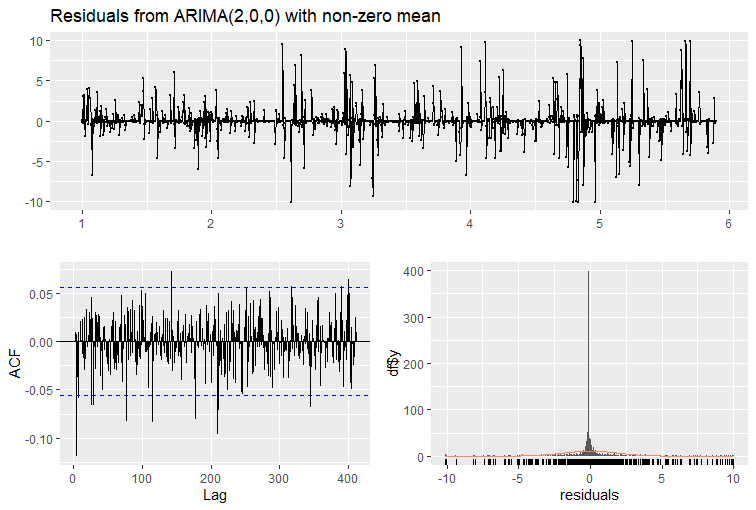 Residuals from ARIMA(2,0,0) with non-zero mean
10
5
0
-5
-10
1 2 3 4 5 6
ACF
0.05
0.00
-0.05
-0.10
0 100 200 300 400
Lag
df$y
400
300
200
100
0
-10 -5 0 5 10
residuals